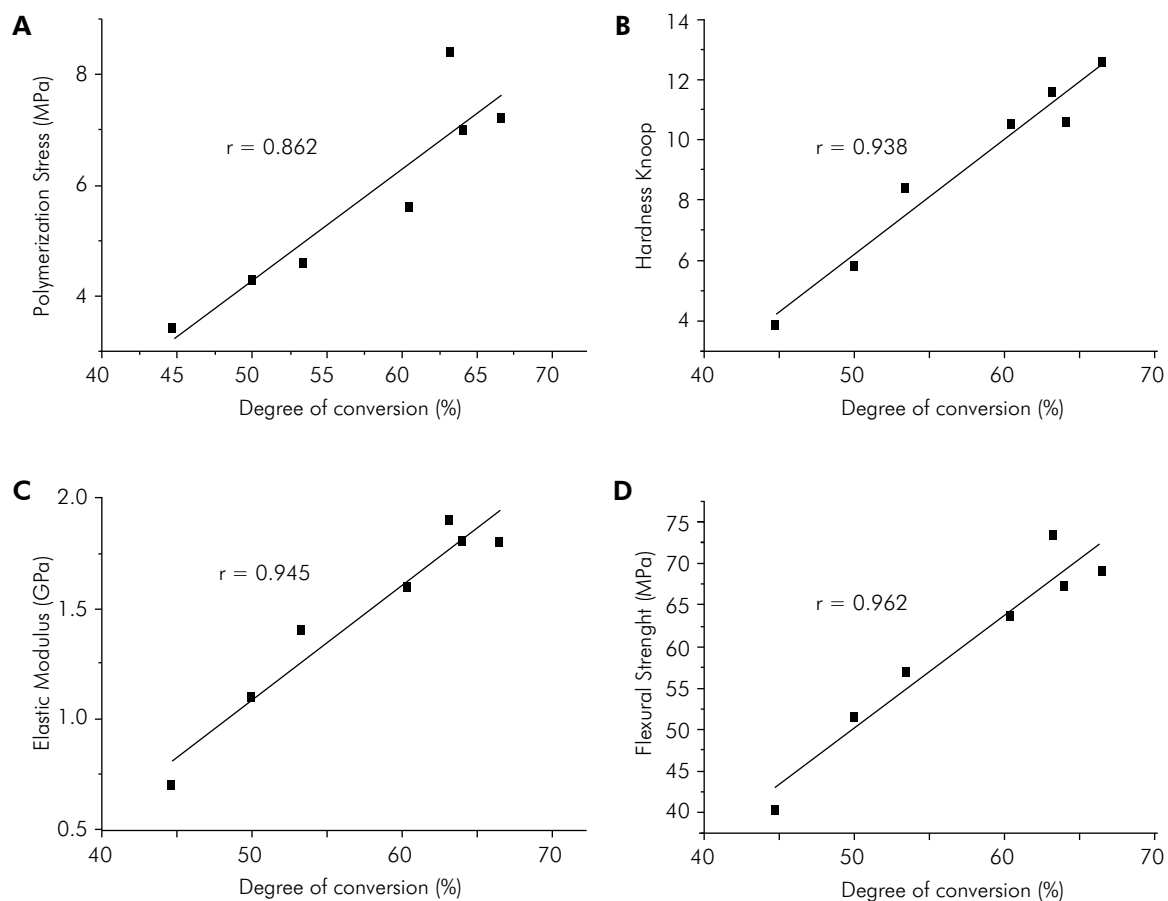 A
Polymerization Stress (MPa)
8
6
4
r = 0.862
40 45 50 55 60 65 70
Degree of conversion (%)
B
Hardness Knoop
14
12
10
8
6
4
r = 0.938
40 50 60 70
Degree of conversion (%)
C
Elastic Modulus (GPa)
2.0
1.5
1.0
0.5
r = 0.945
40 50 60 70
Degree of conversion (%)
D
Flexural Strenght (MPa)
75
70
65
60
55
50
45
40
r = 0.962
40 50 60 70
Degree of conversion (%)